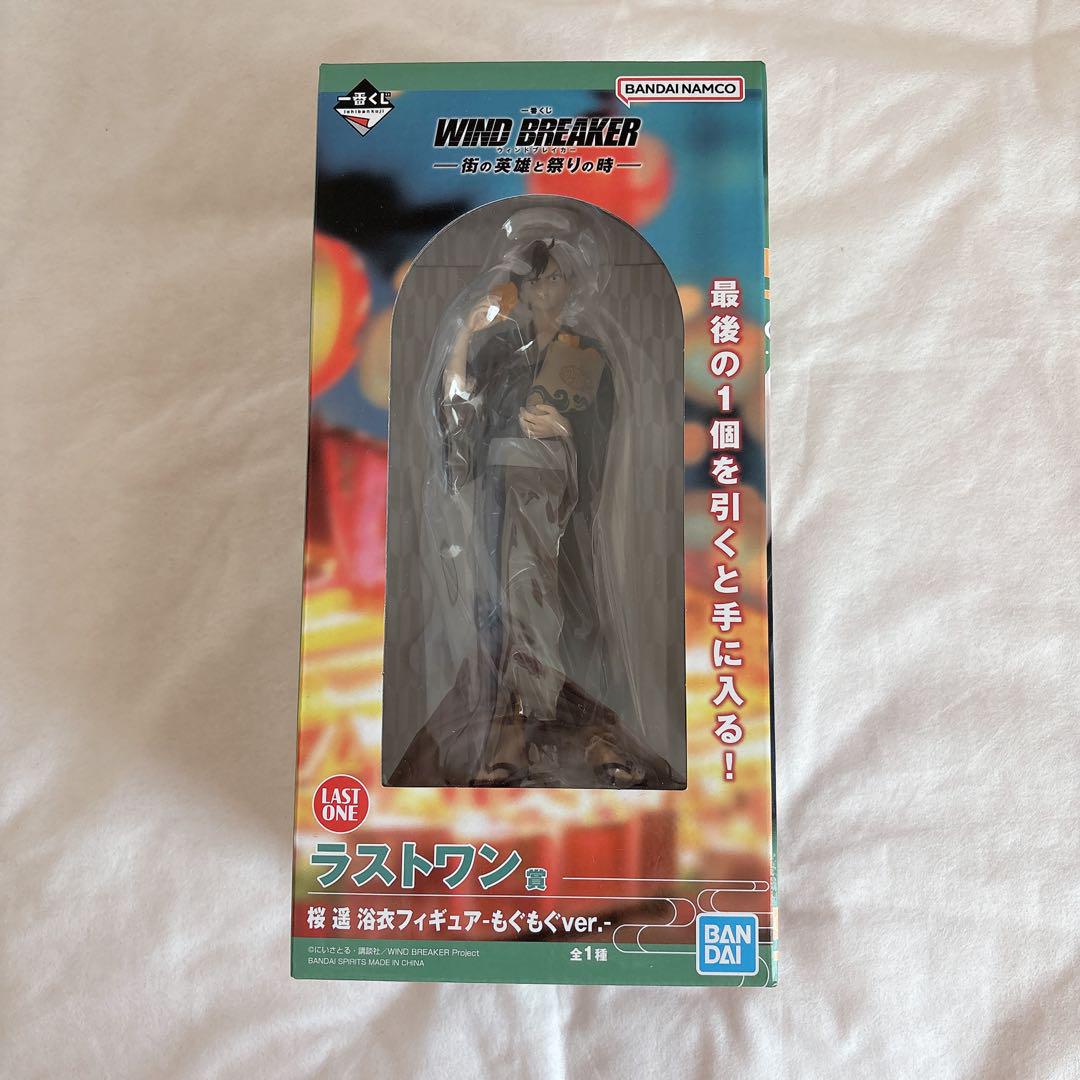 一番くじ
ichibankuji
BANDAI NAMCO
一番くじ
WIND BREAKER
ウィンドブレイカー
―街の英雄と祭りの時―
最後の1個を引くと手に入る!
LAST
ONE
ラストワン賞
桜 遥 浴衣フィギュア-もぐもぐver.-
©にいさとる・講談社/WIND BREAKER Project
BANDAI SPIRITS MADE IN CHINA
全1種
BAN
DAI